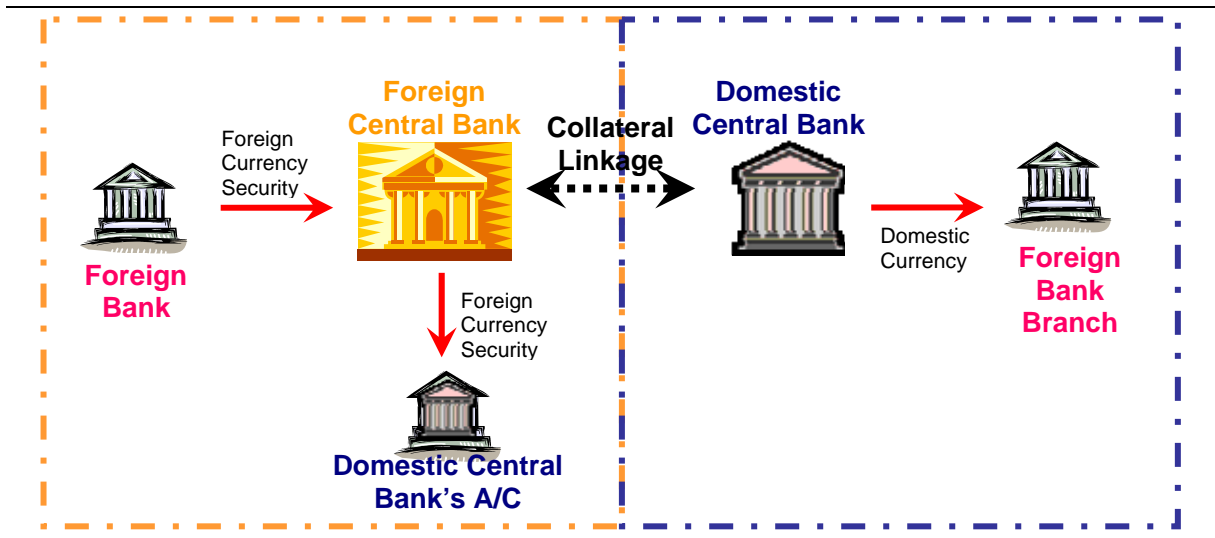 Foreign
Central Bank
Domestic
Central Bank
Collateral
Linkage
Foreign
Currency
Security
Foreign
Bank
Domestic
Currency
Foreign
Bank
Branch
Foreign
Currency
Security
Domestic Central
Bank’s A/C